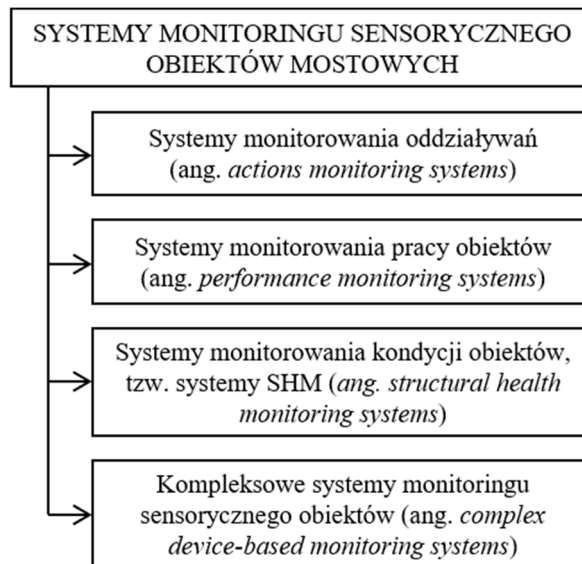 SYSTEMY MONITORINGU SENSORYCZNEGO
OBIEKTÓW MOSTOWYCH
Systemy monitorowania oddziaływań
(ang. actions monitoring systems)
Systemy monitorowania pracy obiektów
(ang. performance monitoring systems)
Systemy monitorowania kondycji obiektów,
tzw. systemy SHM (ang. structural health
monitoring systems)
Kompleksowe systemy monitoringu
sensorycznego obiektów (ang. complex
device-based monitoring systems)